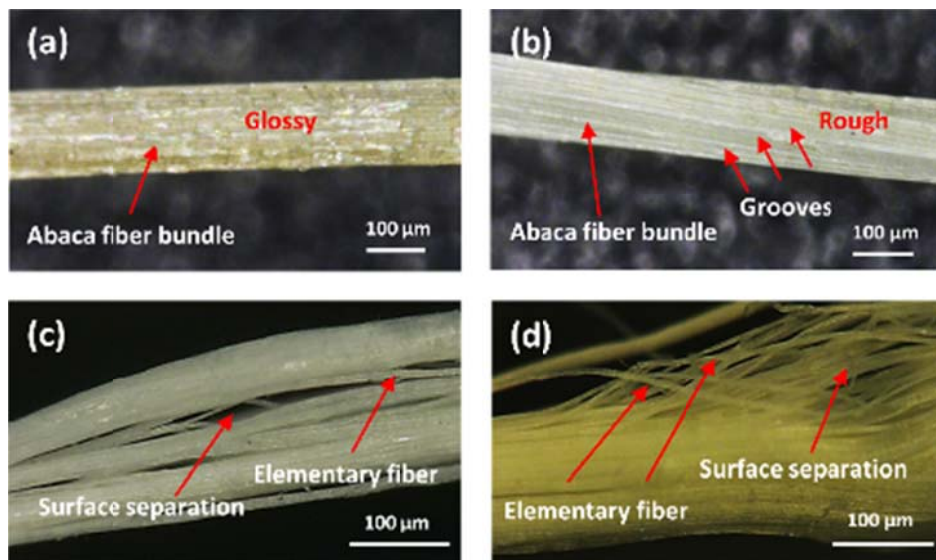 (a)
Glossy
Abaca fiber bundle
100 µm
(b)
Rough
Grooves
Abaca fiber bundle
100 µm
(c)
Elementary fiber
Surface separation
100 µm
(d)
Surface separation
Elementary fiber
100 µm